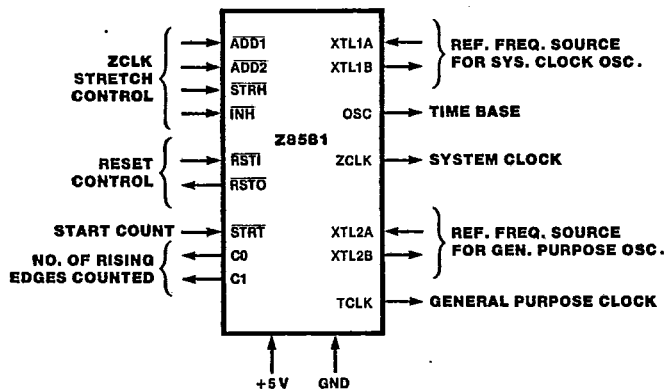 ZCLK
STRETCH
CONTROL
RESET
CONTROL
START COUNT
NO. OF RISING
EDGES COUNTED
ADD1
ADD2
STRH
INH
RSTI
RSTO
STRT
C0
C1
Z8581
XTL1A
XTL1B
OSC
ZCLK
XTL2A
XTL2B
TCLK
REF. FREQ. SOURCE
FOR SYS. CLOCK OSC.
TIME BASE
SYSTEM CLOCK
REF. FREQ. SOURCE
FOR GEN. PURPOSE OSC.
GENERAL PURPOSE CLOCK
+5 V
GND